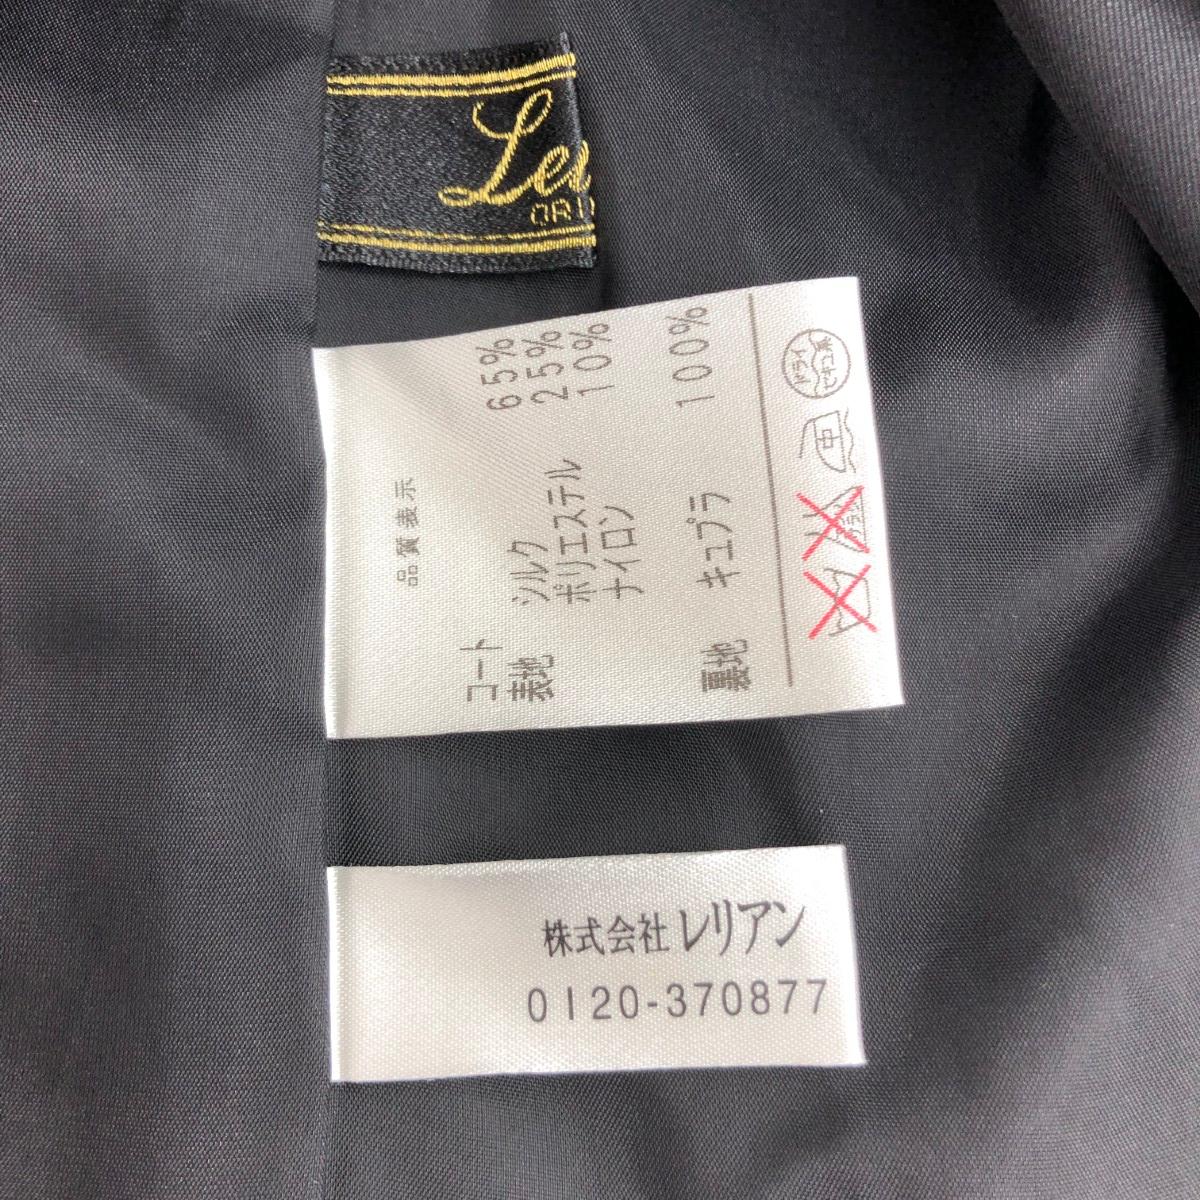 品質表示
コート
表地 シルク 65%
ポリエステル 25%
ナイロン 10%
裏地 キュプラ 100%
ドライ
セキユ系
中
株式会社 レリアン
0120-370877